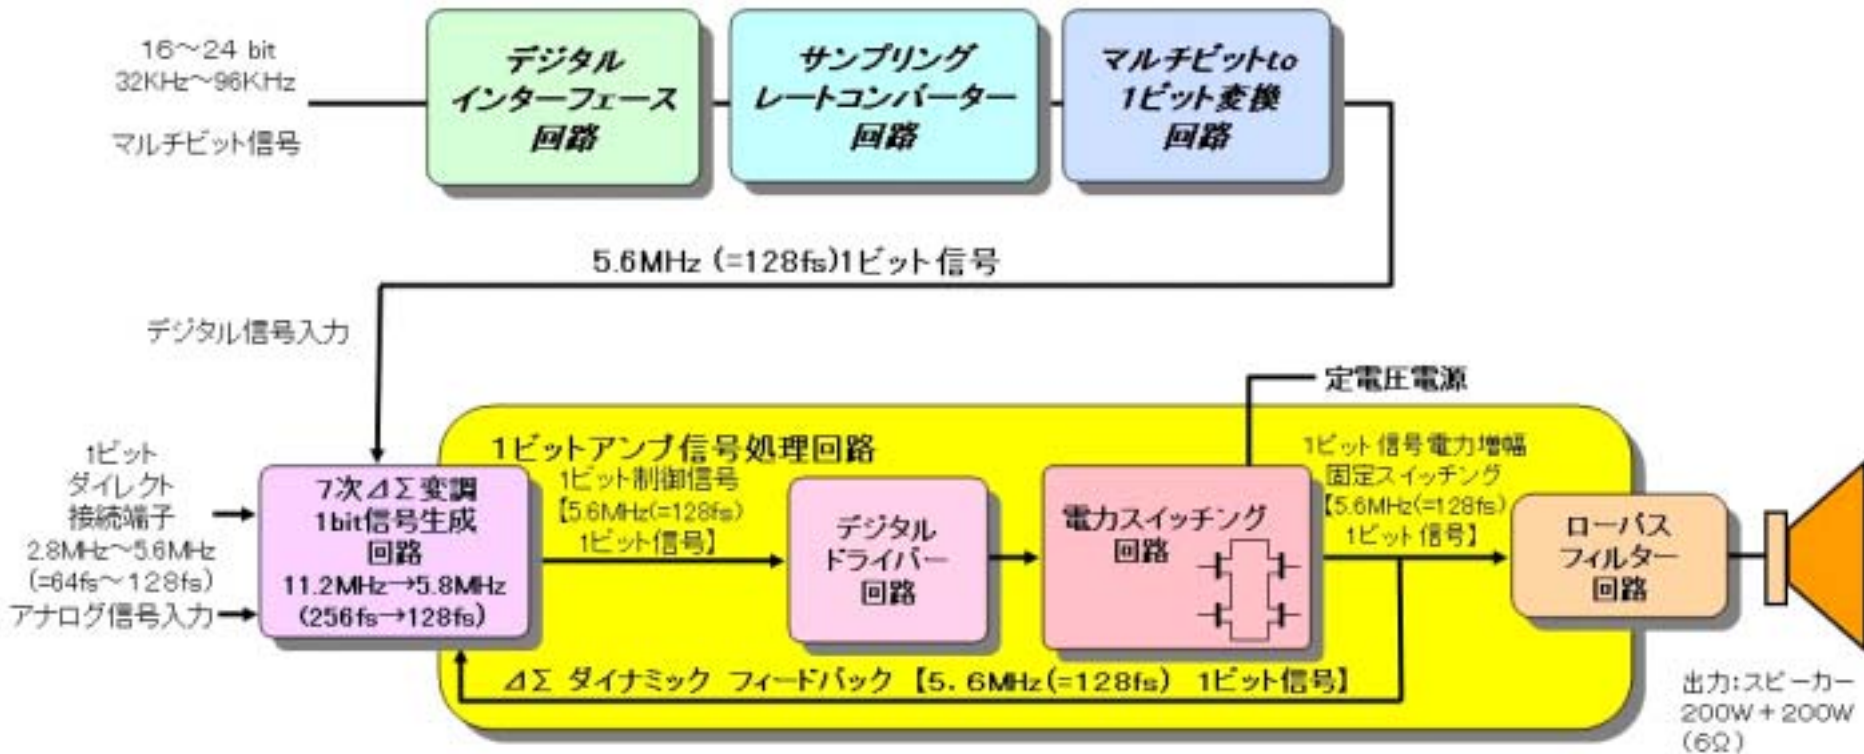 16～24 bit
32KHz～96KHz
マルチビット信号
デジタル
インターフェース
回路
サンプリング
レートコンバーター
回路
マルチビットto
1ビット変換
回路
5.6MHz (=128fs)1ビット信号
デジタル信号入力
定電圧電源
1ビットアンプ信号処理回路
1ビット
ダイレクト
接続端子
2.8MHz～5.6MHz
(=64fs～128fs)
アナログ信号入力
7次ΔΣ変調
1bit信号生成
回路
11.2MHz→5.8MHz
(256fs→128fs)
1ビット制御信号
【5.6MHz(=128fs)
1ビット信号】
デジタル
ドライバー
回路
電力スイッチング
回路
1ビット信号電力増幅
固定スイッチング
【5.6MHz(=128fs)
1ビット信号】
ローパス
フィルター
回路
ΔΣ ダイナミック フィードバック【5.6MHz(=128fs) 1ビット信号】
出力:スピーカー
200W+200W
(6Ω)